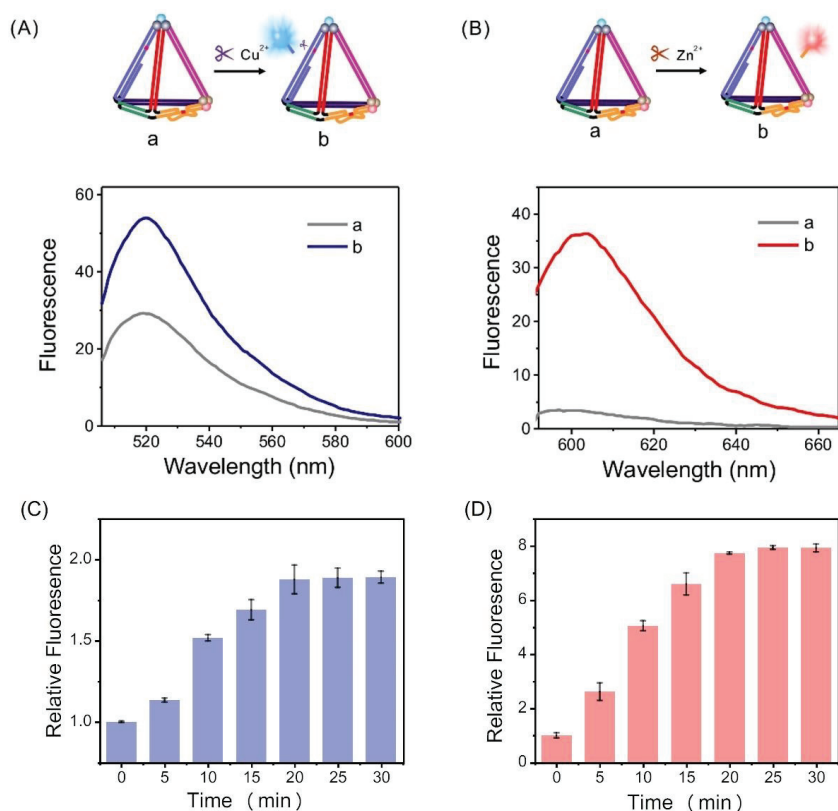 (A)
Cu2+
a
b
(B)
Zn2+
a
b
60
40
20
0
Fluorescence
a
b
520
540
560
580
600
Wavelength (nm)
40
30
20
10
0
Fluorescence
a
b
600
620
640
660
Wavelength (nm)
(C)
2.0
1.5
1.0
Relative Fluoresence
0
5
10
15
20
25
30
Time (min)
(D)
8
6
4
2
0
Relative Fluorescence
0
5
10
15
20
25
30
Time (min)